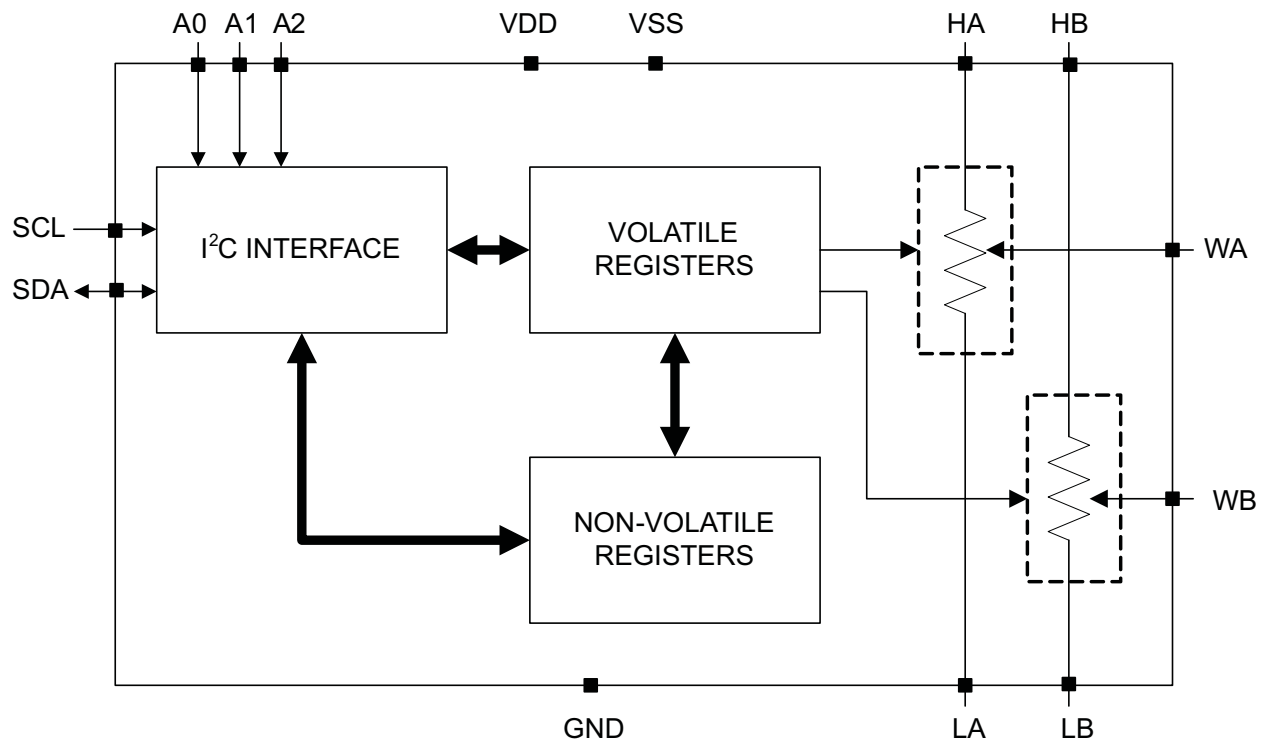 A0 A1 A2 VDD VSS HA HB
SCL
SDA
I²C INTERFACE
VOLATILE
REGISTERS
WA
NON-VOLATILE
REGISTERS
WB
GND LA LB